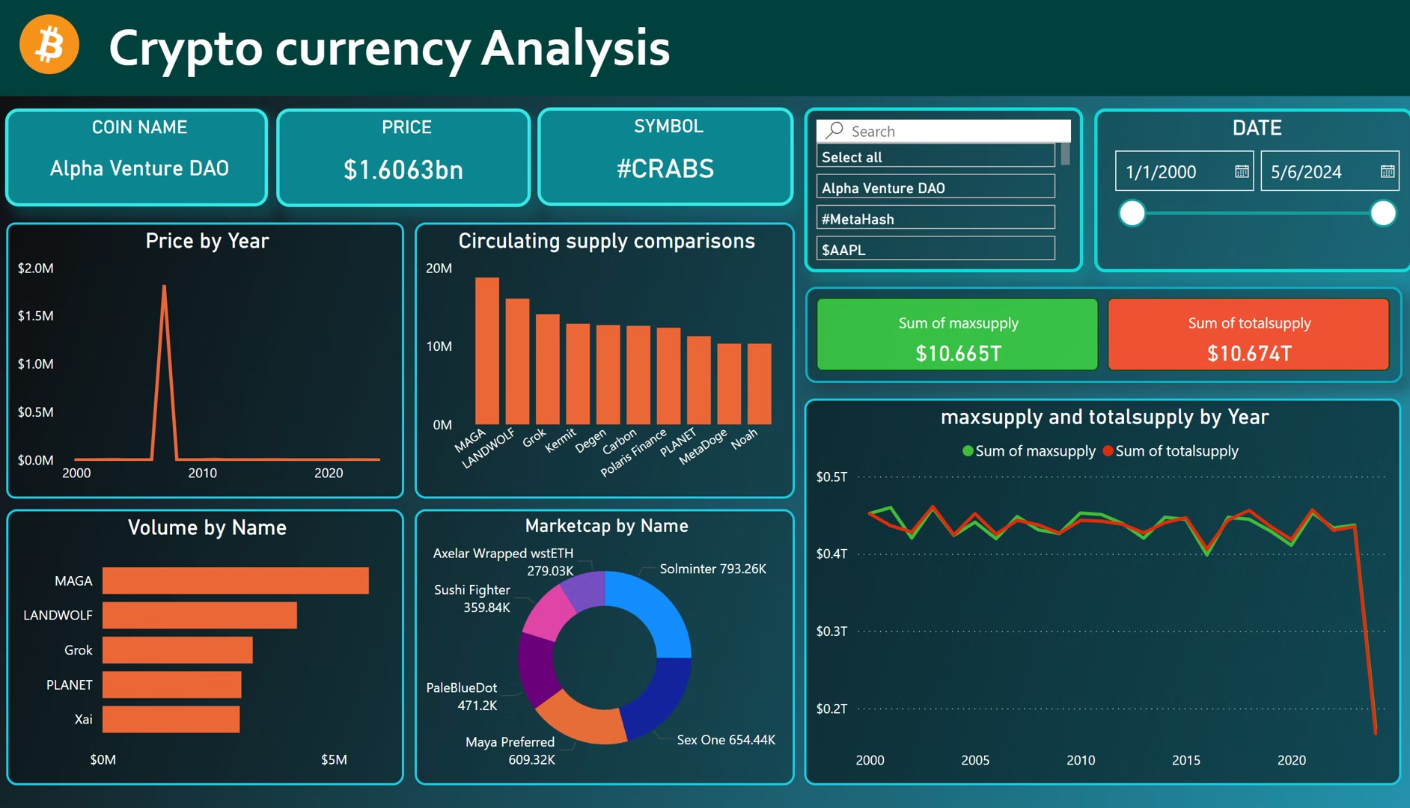 Crypto currency Analysis
COIN NAME
Alpha Venture DAO
PRICE
$1.6063bn
SYMBOL
#CRABS
Search
Select all
Alpha Venture DAO
#MetaHash
$AAPL
DATE
1/1/2000
5/6/2024
Price by Year
$2.0M
$1.5M
$1.0M
$0.5M
$0.0M
2000
2010
2020
Circulating supply comparisons
20M
10M
0M
MAGA
LANDWOLF
Grok
Kermit
Degen
Carbon
Polaris Finance
PLANET
MetaDoge
Noah
Sum of maxsupply
$10.665T
Sum of totalsupply
$10.674T
Volume by Name
MAGA
LANDWOLF
Grok
PLANET
Xai
$0M
$5M
Marketcap by Name
Axelar Wrapped wstETH
279.03K
Solminter 793.26K
Sushi Fighter
359.84K
PaleBlueDot
471.2K
Maya Preferred
609.32K
Sex One 654.44K
maxsupply and totalsupply by Year
Sum of maxsupply
Sum of totalsupply
$0.5T
$0.4T
$0.3T
$0.2T
2000
2005
2010
2015
2020